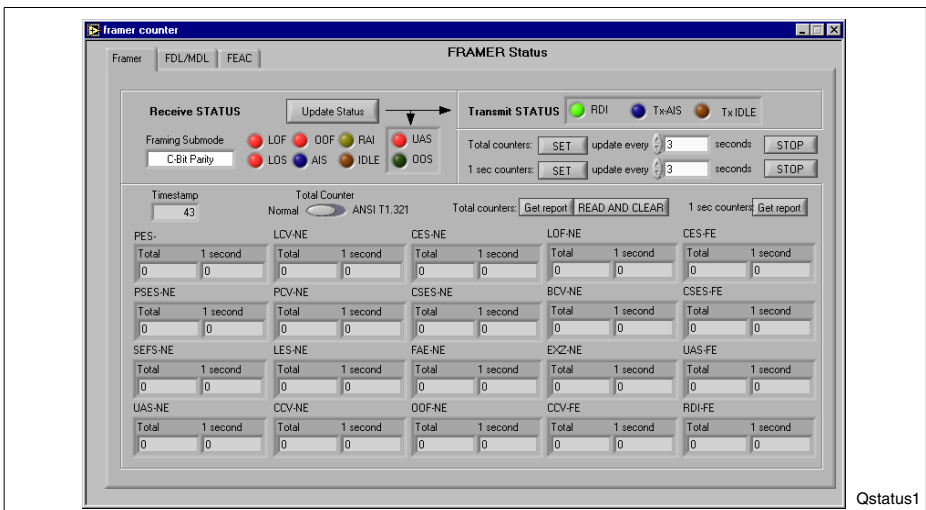 framer counter
Framer FDL/MDL FEAC
FRAMER Status
Receive STATUS Update Status Transmit STATUS RDI Tx-AIS Tx IDLE
Framing Submode LOF OOF RAI UAS Total counters: SET update every 3 seconds STOP
C-Bit Parity LOS AIS IDLE OOS 1 sec counters: SET update every 3 seconds STOP
Timestamp Total Counter
43 Normal ANSI T1.321 Total counters: Get report READ AND CLEAR 1 sec counters Get report
PES- LCV-NE CES-NE LOF-NE CES-FE
Total 1 second Total 1 second Total 1 second Total 1 second Total 1 second
0 0 0 0 0 0 0 0 0 0
PSES-NE PCV-NE CSES-NE BCV-NE CSES-FE
Total 1 second Total 1 second Total 1 second Total 1 second Total 1 second
0 0 0 0 0 0 0 0 0 0
SEFS-NE LES-NE FAE-NE EXZ-NE UAS-FE
Total 1 second Total 1 second Total 1 second Total 1 second Total 1 second
0 0 0 0 0 0 0 0 0 0
UAS-NE CCV-NE OOF-NE CCV-FE RDI-FE
Total 1 second Total 1 second Total 1 second Total 1 second Total 1 second
0 0 0 0 0 0 0 0 0 0
Qstatus1